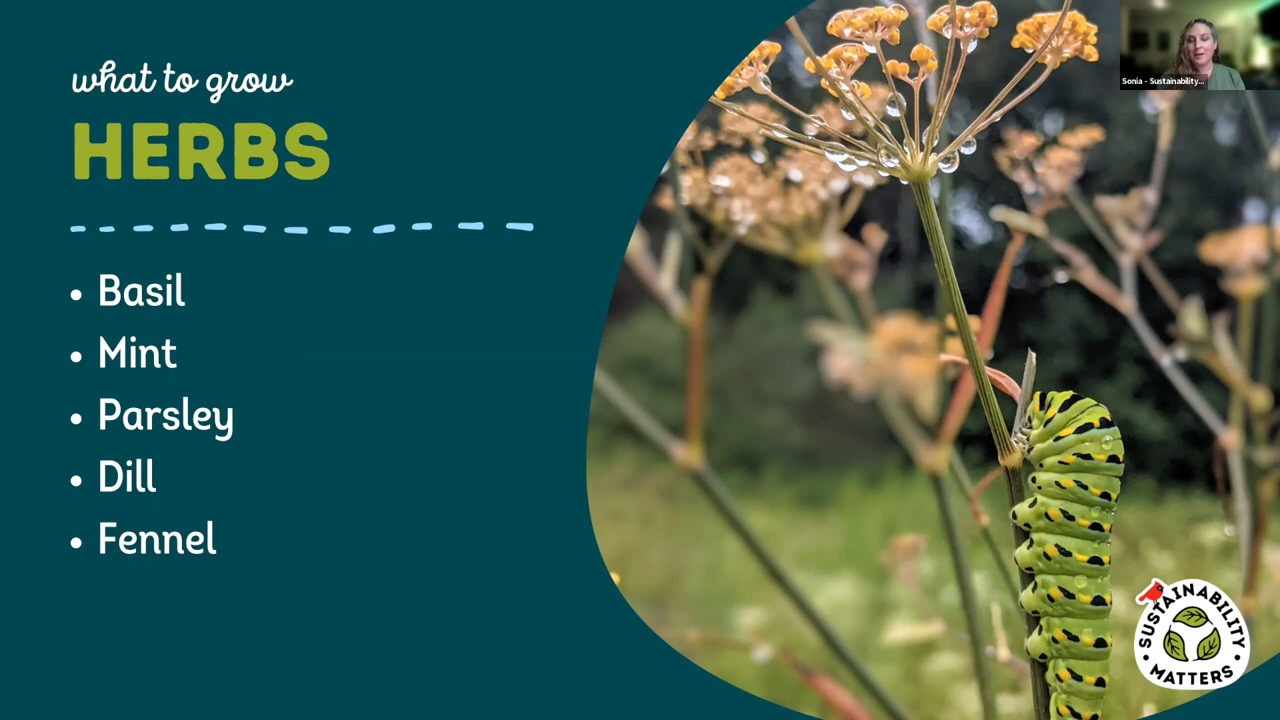 what to grow
HERBS
• Basil
• Mint
• Parsley
• Dill
• Fennel
Sonia - Sustainability...
SUSTAINABILITY
• MATTERS •